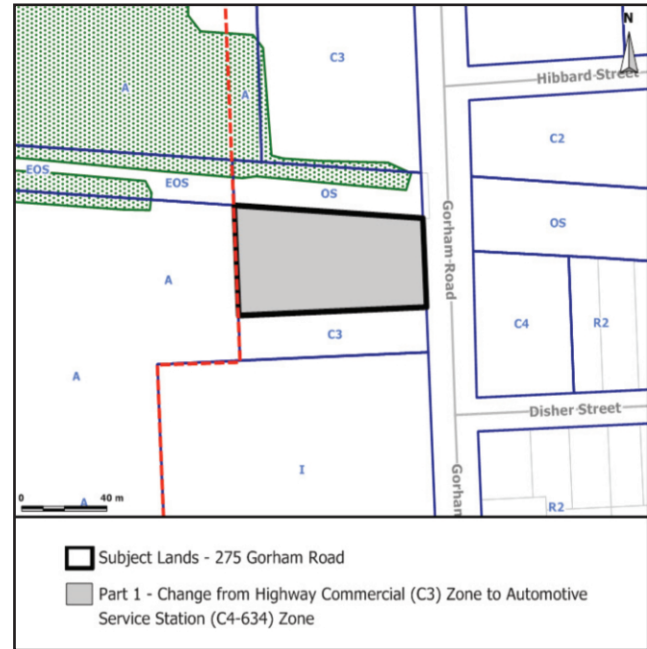 N
C3
Hibbard Street
A
A
C2
EOS
EOS
OS
OS
Gorham Road
A
C4
R2
C3
A
Disher Street
I
Gorham
0 40 m
A
R2
Subject Lands - 275 Gorham Road
Part 1 - Change from Highway Commercial (C3) Zone to Automotive
Service Station (C4-634) Zone